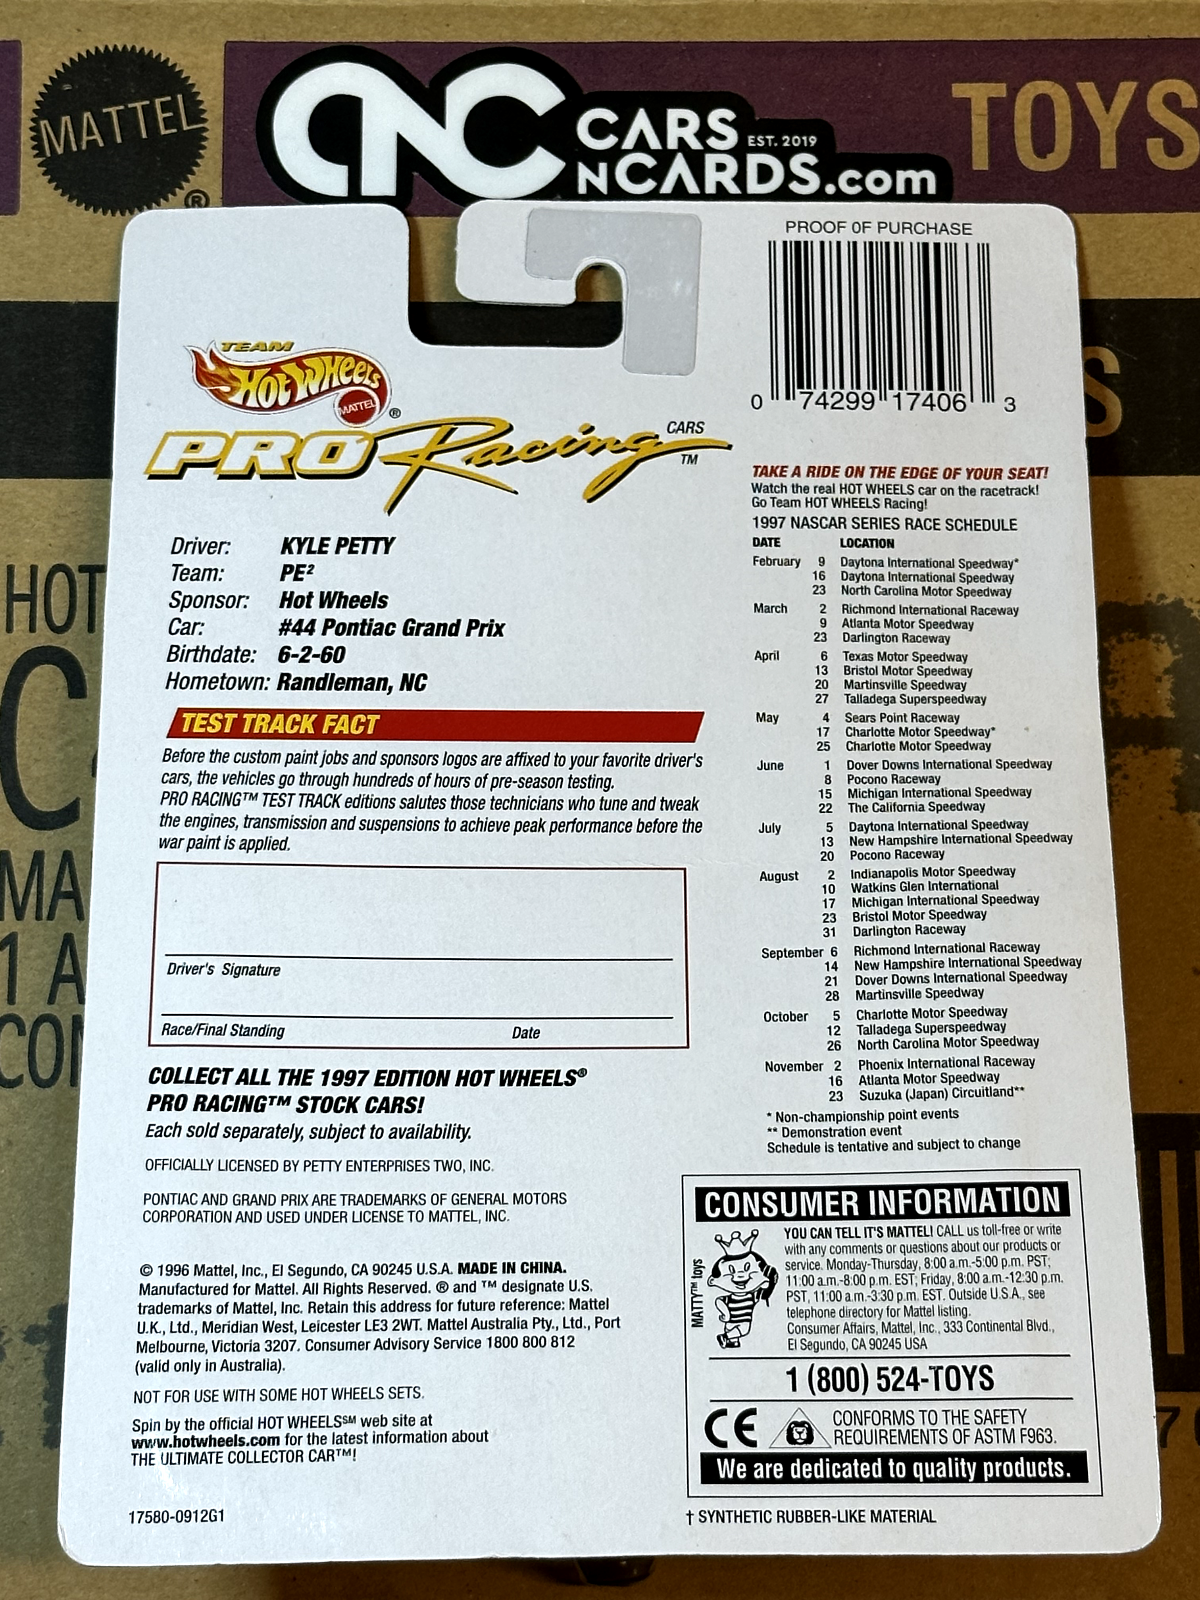 MATTEL
®
CNC CARS
N CARDS.com
EST. 2019
TOYS
PROOF OF PURCHASE
0 74299 17406 3
TEAM
Hot Wheels
MATTEL
®
PRO Racing CARS
TM
Driver: KYLE PETTY
Team: PE²
Sponsor: Hot Wheels
Car: #44 Pontiac Grand Prix
Birthdate: 6-2-60
Hometown: Randleman, NC
TEST TRACK FACT
Before the custom paint jobs and sponsors logos are affixed to your favorite driver's
cars, the vehicles go through hundreds of hours of pre-season testing.
PRO RACING™ TEST TRACK editions salutes those technicians who tune and tweak
the engines, transmission and suspensions to achieve peak performance before the
war paint is applied.
Driver's Signature
Race/Final Standing Date
COLLECT ALL THE 1997 EDITION HOT WHEELS®
PRO RACING™ STOCK CARS!
Each sold separately, subject to availability.
OFFICIALLY LICENSED BY PETTY ENTERPRISES TWO, INC.
PONTIAC AND GRAND PRIX ARE TRADEMARKS OF GENERAL MOTORS
CORPORATION AND USED UNDER LICENSE TO MATTEL, INC.
© 1996 Mattel, Inc., El Segundo, CA 90245 U.S.A. MADE IN CHINA.
Manufactured for Mattel. All Rights Reserved. ® and ™ designate U.S.
trademarks of Mattel, Inc. Retain this address for future reference: Mattel
U.K., Ltd., Meridian West, Leicester LE3 2WT. Mattel Australia Pty., Ltd., Port
Melbourne, Victoria 3207. Consumer Advisory Service 1800 800 812
(valid only in Australia).
NOT FOR USE WITH SOME HOT WHEELS SETS.
Spin by the official HOT WHEELS℠ web site at
www.hotwheels.com for the latest information about
THE ULTIMATE COLLECTOR CAR™!
17580-0912G1
TAKE A RIDE ON THE EDGE OF YOUR SEAT!
Watch the real HOT WHEELS car on the racetrack!
Go Team HOT WHEELS Racing!
1997 NASCAR SERIES RACE SCHEDULE
DATE LOCATION
February 9 Daytona International Speedway*
16 Daytona International Speedway
23 North Carolina Motor Speedway
March 2 Richmond International Raceway
9 Atlanta Motor Speedway
23 Darlington Raceway
April 6 Texas Motor Speedway
13 Bristol Motor Speedway
20 Martinsville Speedway
27 Talladega Superspeedway
May 4 Sears Point Raceway
17 Charlotte Motor Speedway*
25 Charlotte Motor Speedway
June 1 Dover Downs International Speedway
8 Pocono Raceway
15 Michigan International Speedway
22 The California Speedway
July 5 Daytona International Speedway
13 New Hampshire International Speedway
20 Pocono Raceway
August 2 Indianapolis Motor Speedway
10 Watkins Glen International
17 Michigan International Speedway
23 Bristol Motor Speedway
31 Darlington Raceway
September 6 Richmond International Raceway
14 New Hampshire International Speedway
21 Dover Downs International Speedway
28 Martinsville Speedway
October 5 Charlotte Motor Speedway
12 Talladega Superspeedway
26 North Carolina Motor Speedway
November 2 Phoenix International Raceway
16 Atlanta Motor Speedway
23 Suzuka (Japan) Circuitland**
* Non-championship point events
** Demonstration event
Schedule is tentative and subject to change
CONSUMER INFORMATION
MATTY™ toys
YOU CAN TELL IT'S MATTEL! CALL us toll-free or write
with any comments or questions about our products or
service. Monday-Thursday, 8:00 a.m.-5:00 p.m. PST;
11:00 a.m.-8:00 p.m. EST; Friday, 8:00 a.m.-12:30 p.m.
PST, 11:00 a.m.-3:30 p.m. EST. Outside U.S.A., see
telephone directory for Mattel listing.
Consumer Affairs, Mattel, Inc., 333 Continental Blvd.,
El Segundo, CA 90245 USA
1 (800) 524-TOYS
CE
CONFORMS TO THE SAFETY
REQUIREMENTS OF ASTM F963.
We are dedicated to quality products.
† SYNTHETIC RUBBER-LIKE MATERIAL
HOT
MA
1 A